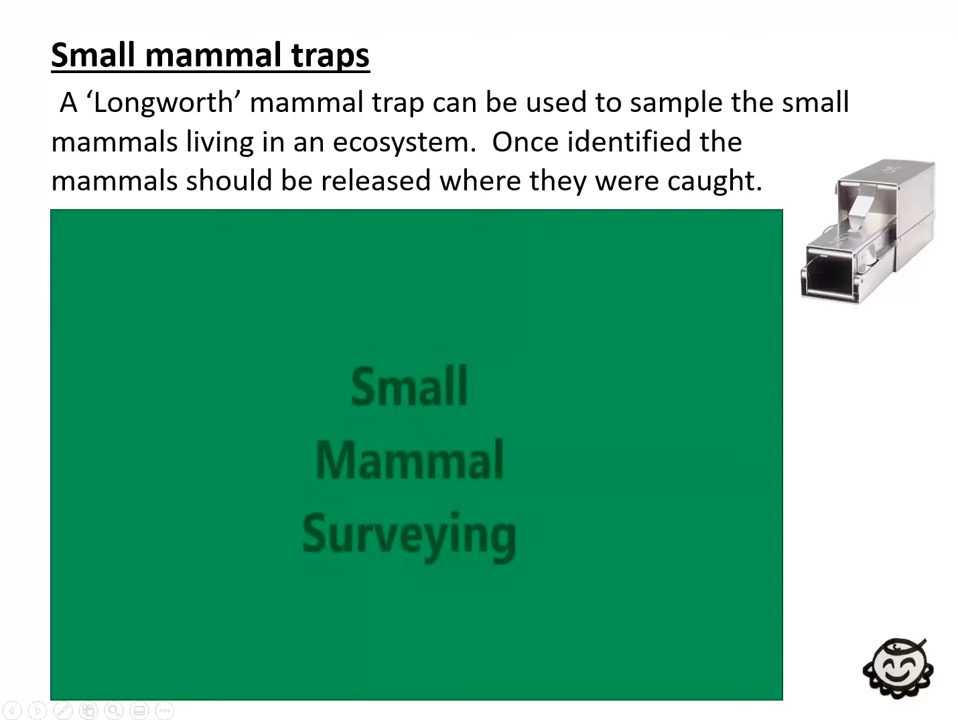 Small mammal traps
A ‘Longworth’ mammal trap can be used to sample the small
mammals living in an ecosystem.  Once identified the
mammals should be released where they were caught.
Small
Mammal
Surveying